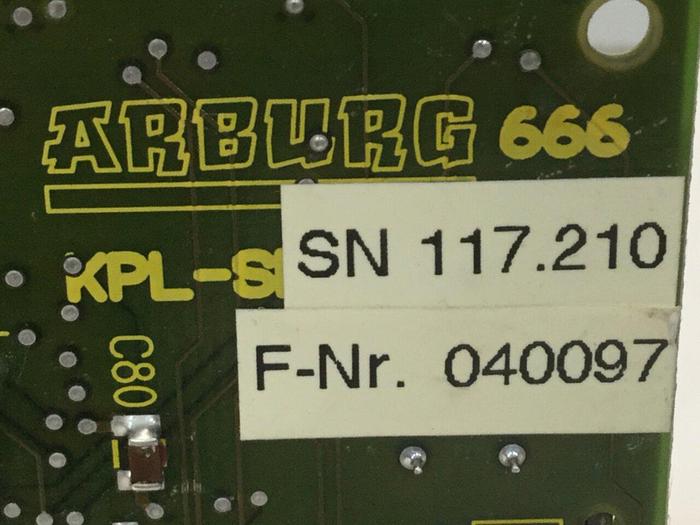 ARBURG 666
SN 117.210
KPL-S
F-Nr. 040097
C80